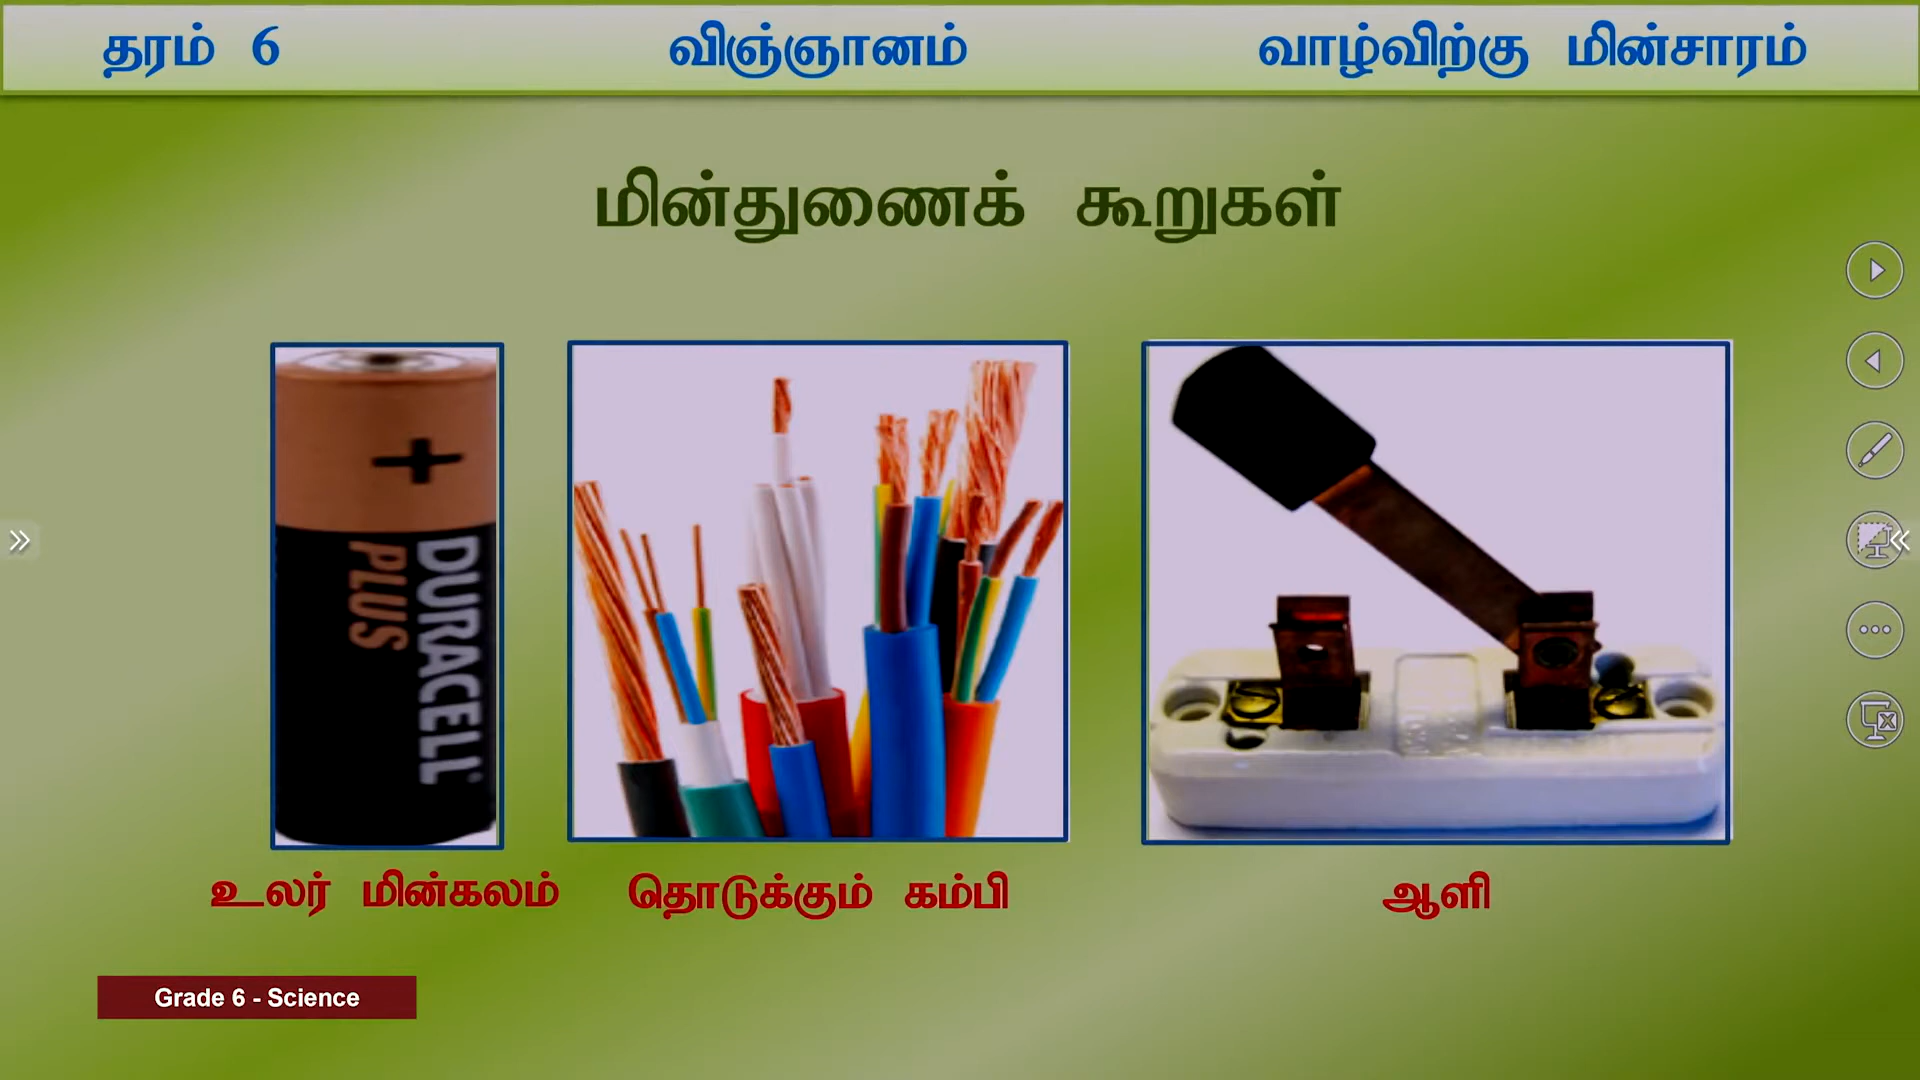 தரம் 6
விஞ்ஞானம்
வாழ்விற்கு மின்சாரம்
மின்துணைக் கூறுகள்
+
DURACELL
PLUS
உலர் மின்கலம்
தொடுக்கும் கம்பி
ஆளி
Grade 6 - Science